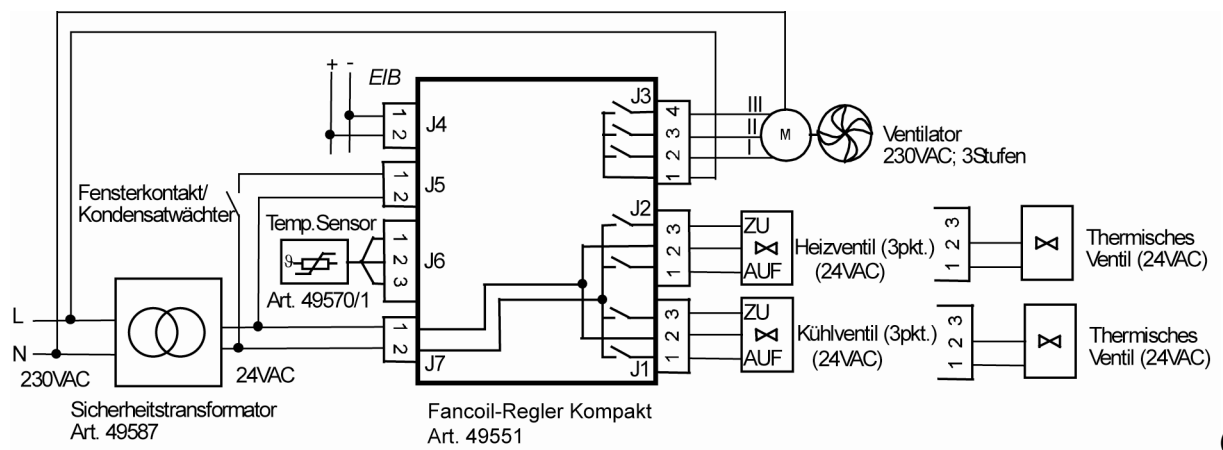 + -
EIB
1
2
J4
1
2
J5
1
2
3
J6
1
2
J7
J3
4
3
2
1
J2
3
2
1
3
2
1
J1
III
II
I
M
Ventilator
230VAC; 3Stufen
Fensterkontakt/
Kondensatwächter
Temp.Sensor
ϑ
Art. 49570/1
ZU
AUF
Heizventil (3pkt.)
(24VAC)
3
2
1
Thermisches
Ventil (24VAC)
ZU
AUF
Kühlventil (3pkt.)
(24VAC)
3
2
1
Thermisches
Ventil (24VAC)
L
N
230VAC
24VAC
Sicherheitstransformator
Art. 49587
Fancoil-Regler Kompakt
Art. 49551